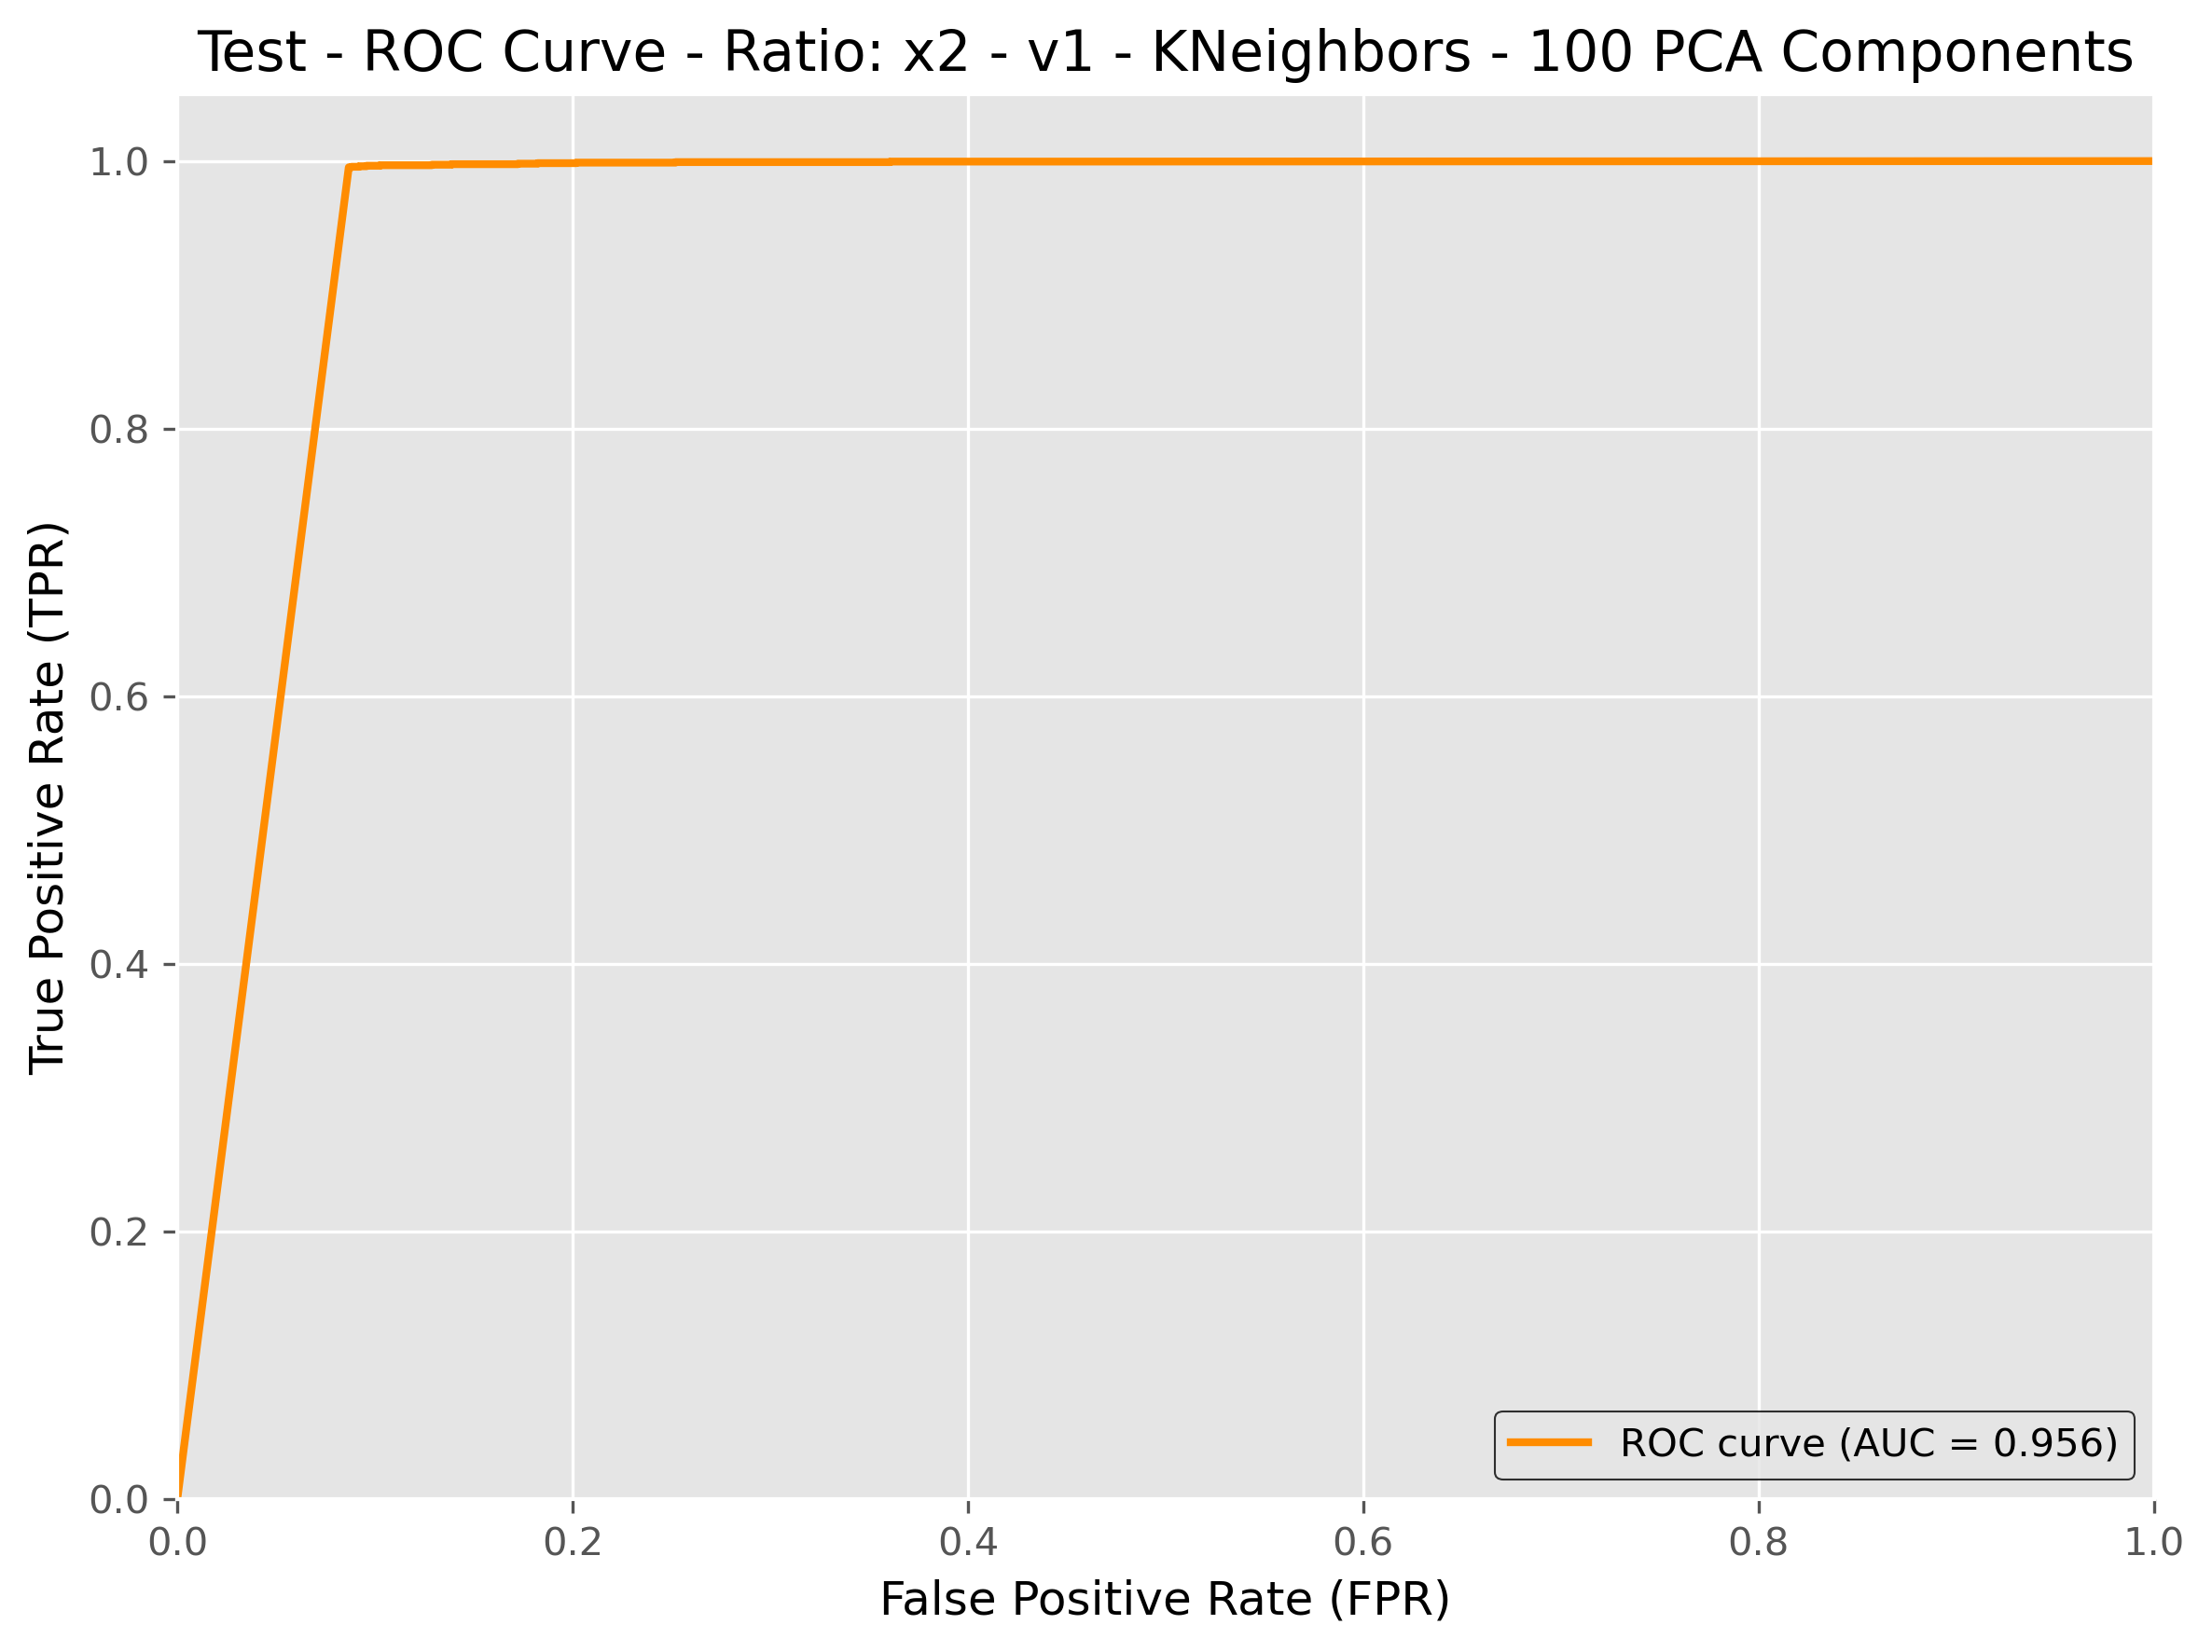 Test - ROC Curve - Ratio: x2 - v1 - KNeighbors - 100 PCA Components
True Positive Rate (TPR)
1.0
0.8
0.6
0.4
0.2
0.0
ROC curve (AUC = 0.956)
0.0 0.2 0.4 0.6 0.8 1.0
False Positive Rate (FPR)